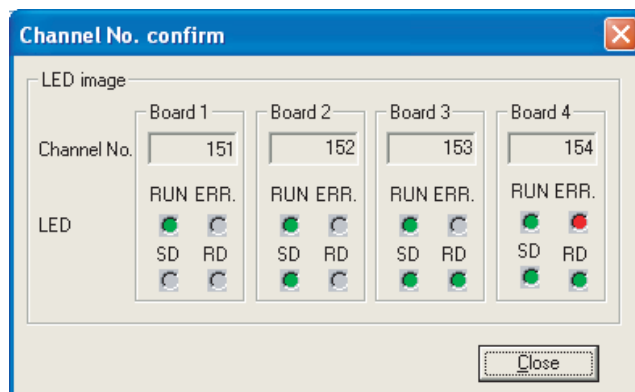 Channel No. confirm
LED image
Board 1 Board 2 Board 3 Board 4
Channel No. 151 152 153 154
RUN ERR. RUN ERR. RUN ERR. RUN ERR.
LED
SD RD SD RD SD RD SD RD
Close